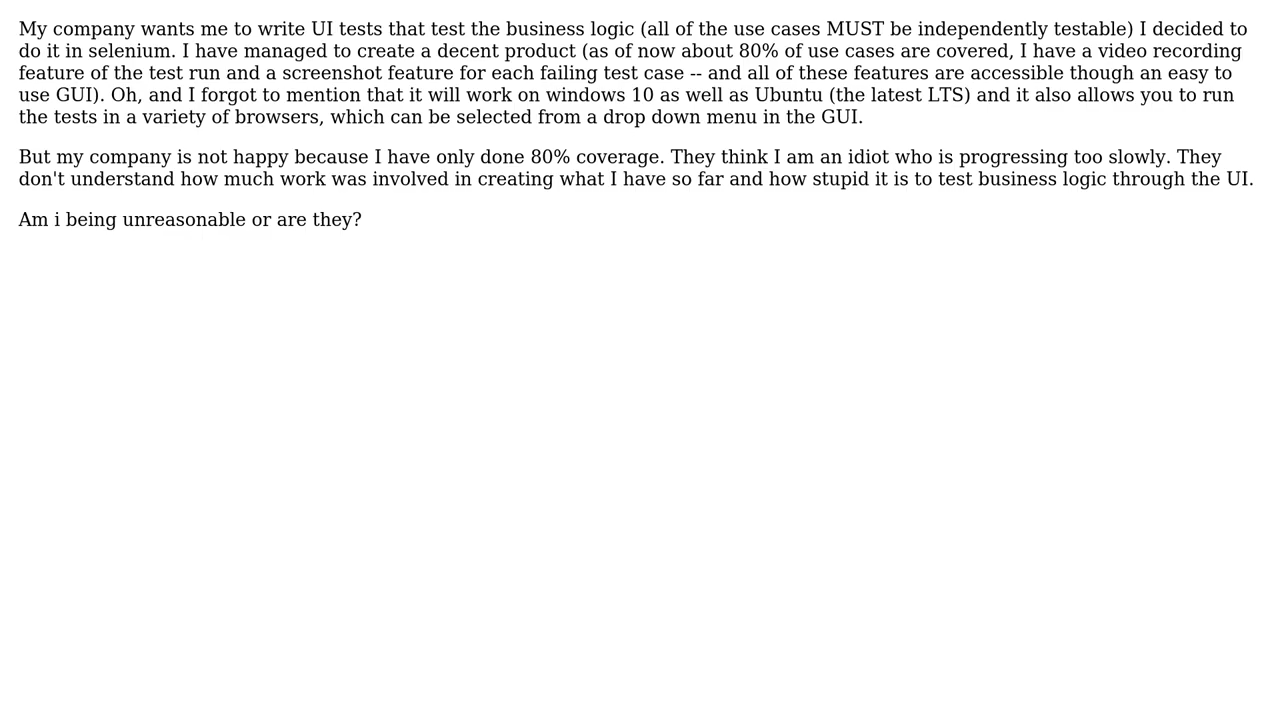 My company wants me to write UI tests that test the business logic (all of the use cases MUST be independently testable) I decided to
do it in selenium. I have managed to create a decent product (as of now about 80% of use cases are covered, I have a video recording
feature of the test run and a screenshot feature for each failing test case -- and all of these features are accessible though an easy to
use GUI). Oh, and I forgot to mention that it will work on windows 10 as well as Ubuntu (the latest LTS) and it also allows you to run
the tests in a variety of browsers, which can be selected from a drop down menu in the GUI.
But my company is not happy because I have only done 80% coverage. They think I am an idiot who is progressing too slowly. They
don't understand how much work was involved in creating what I have so far and how stupid it is to test business logic through the UI.
Am i being unreasonable or are they?